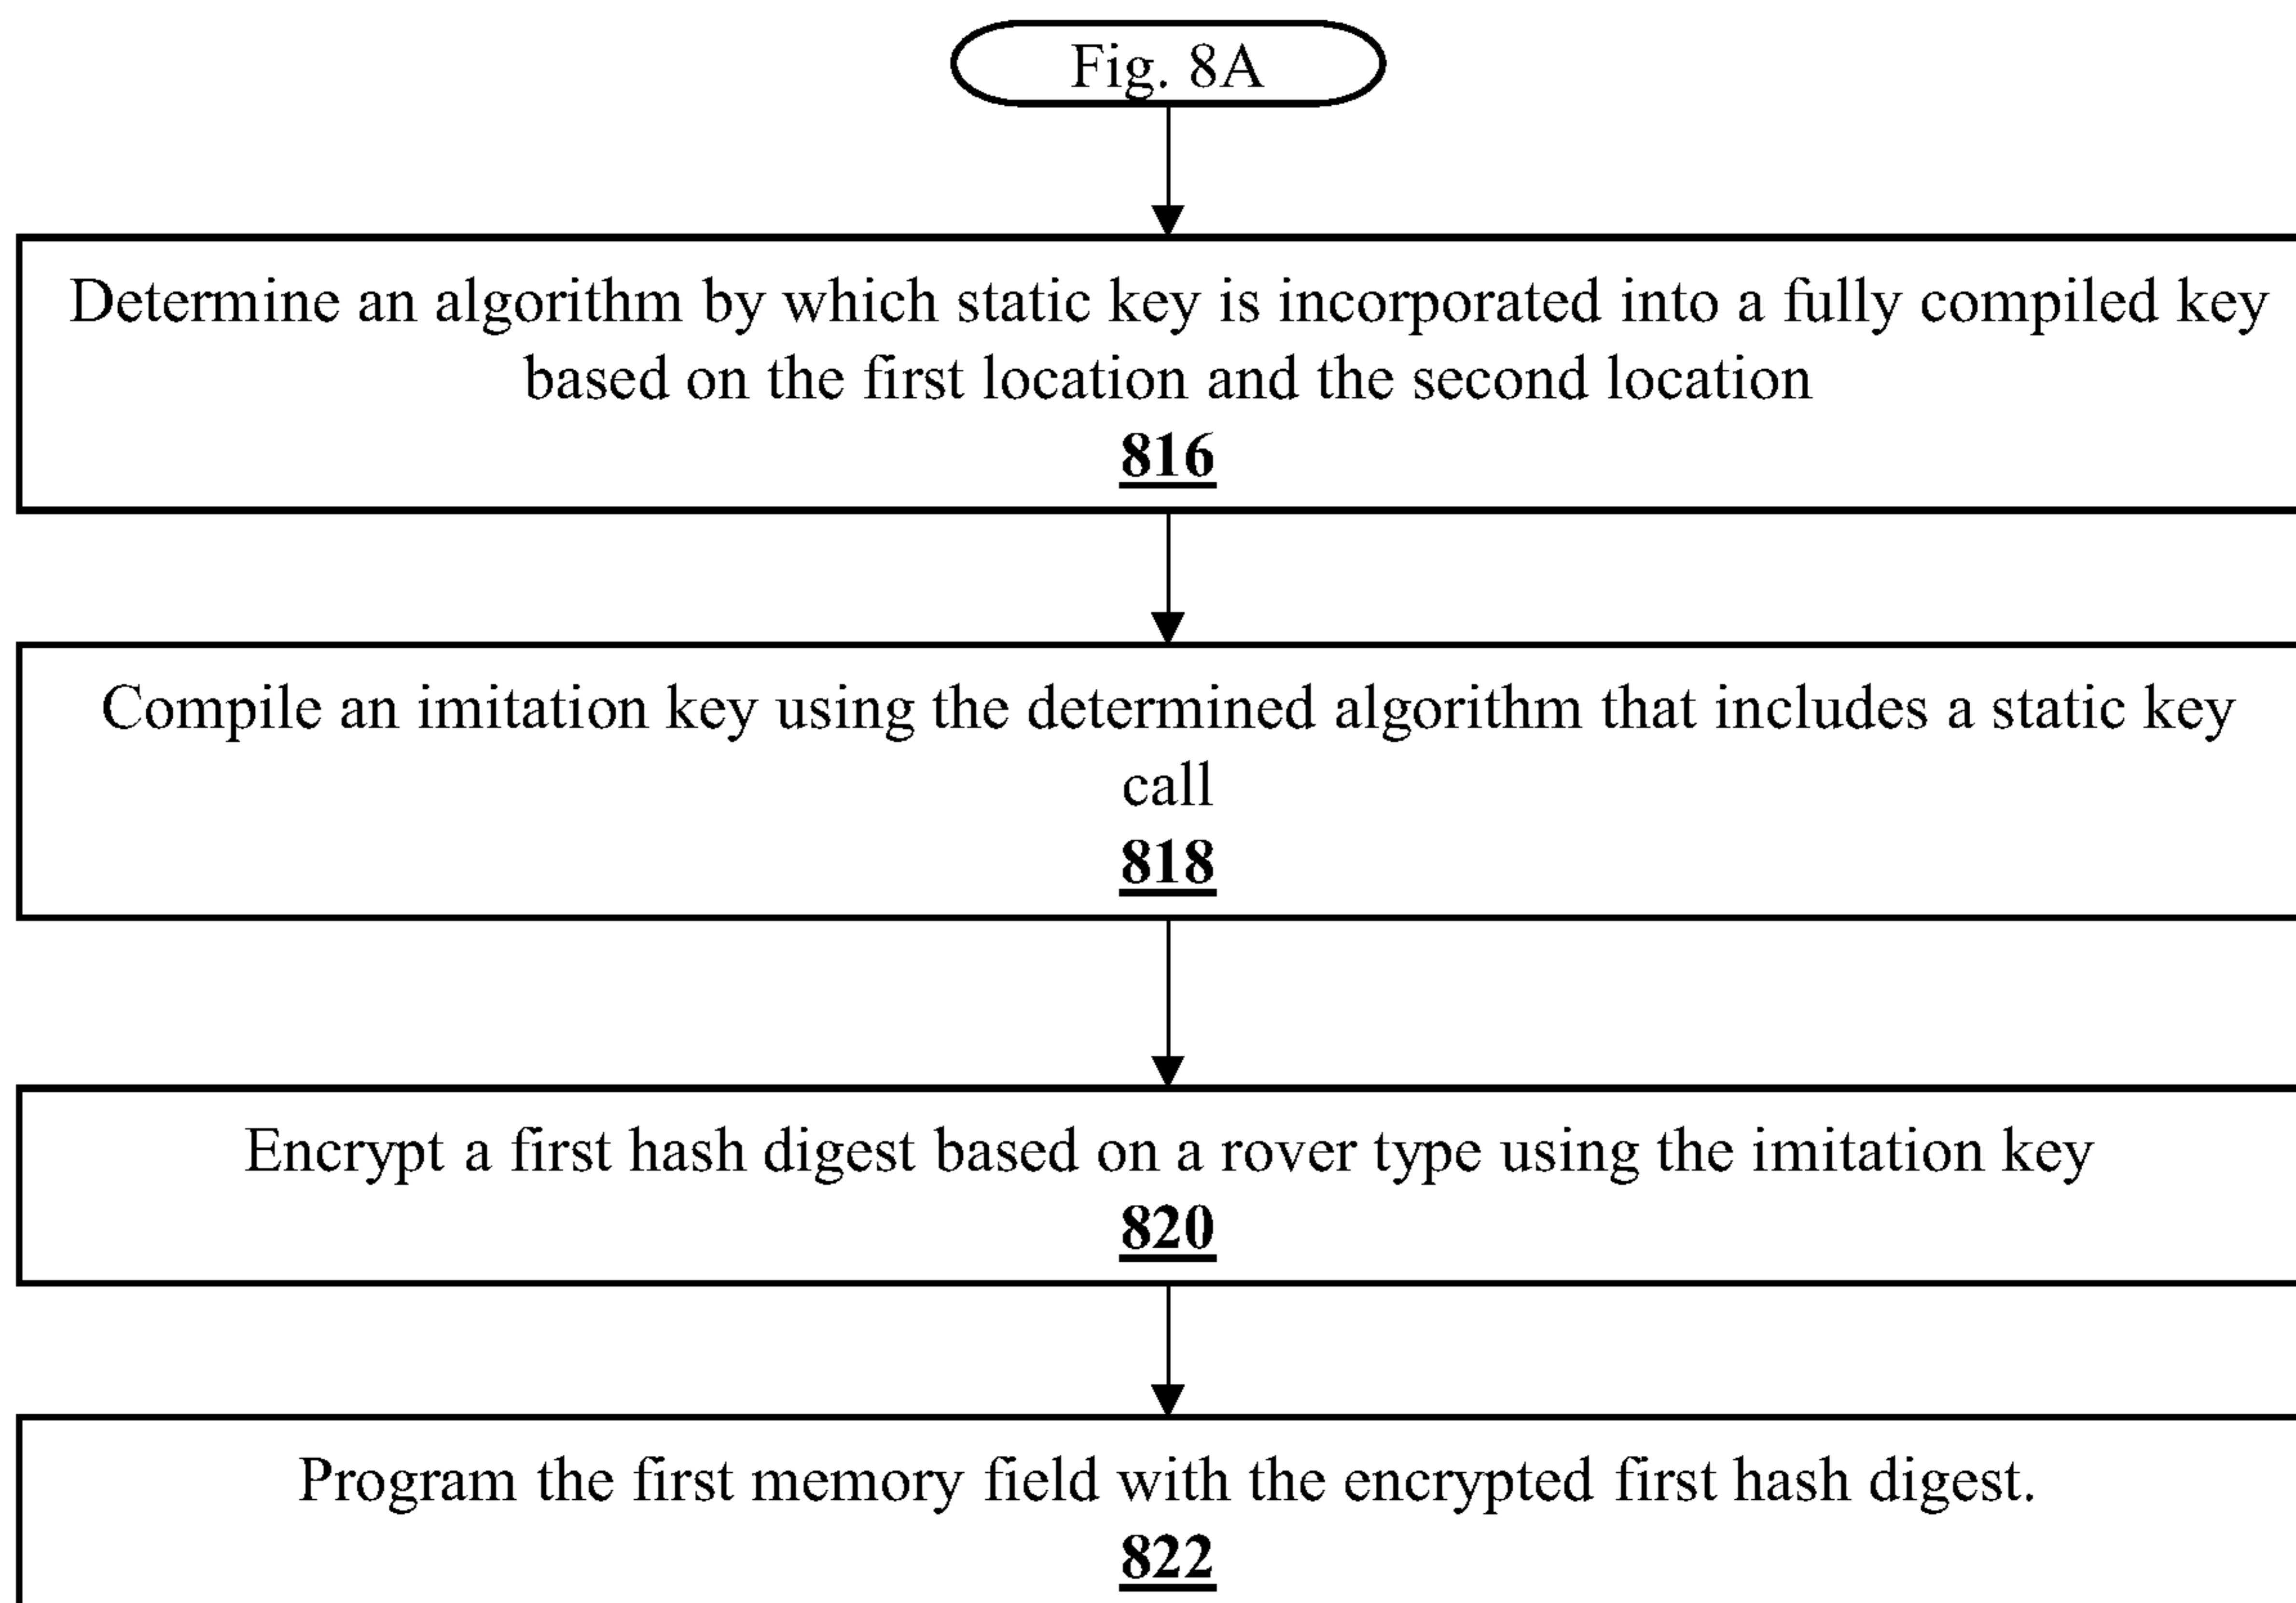 Fig. 8A
Determine an algorithm by which static key is incorporated into a fully compiled key
based on the first location and the second location
816
Compile an imitation key using the determined algorithm that includes a static key
call
818
Encrypt a first hash digest based on a rover type using the imitation key
820
Program the first memory field with the encrypted first hash digest.
822